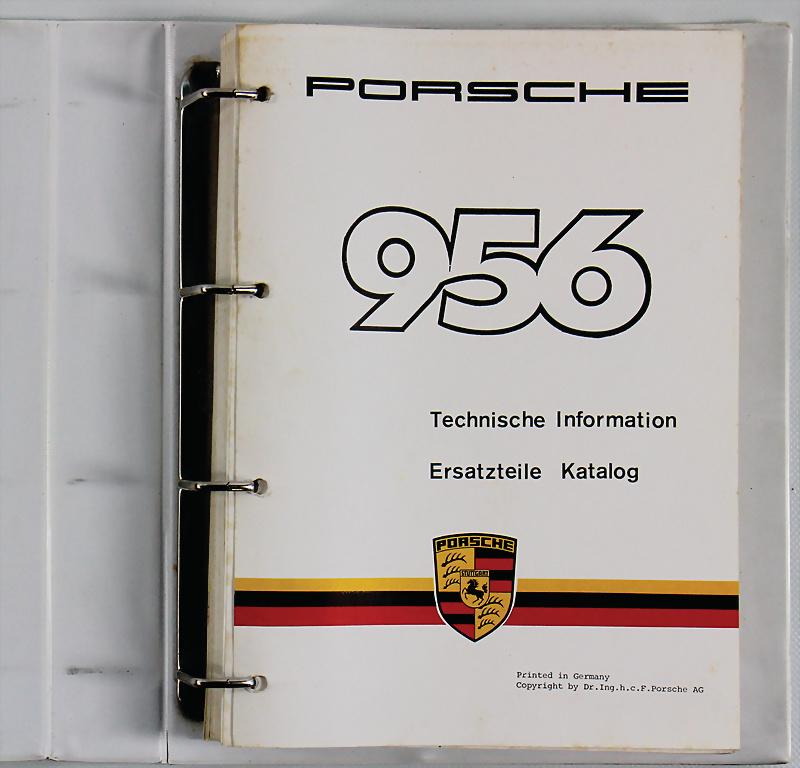 PORSCHE
956
Technische Information
Ersatzteile Katalog
PORSCHE
STUTTGART
Printed in Germany
Copyright by Dr.Ing.h.c.F.Porsche AG